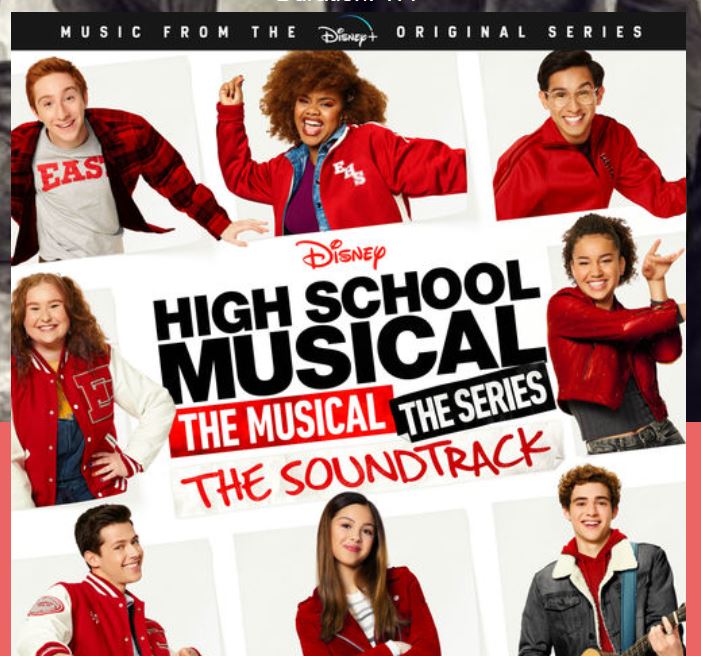 MUSIC FROM THE Disney+ ORIGINAL SERIES
EAS
EHS
Disney
HIGH SCHOOL
MUSICAL
THE MUSICAL THE SERIES
THE SOUNDTRACK
E